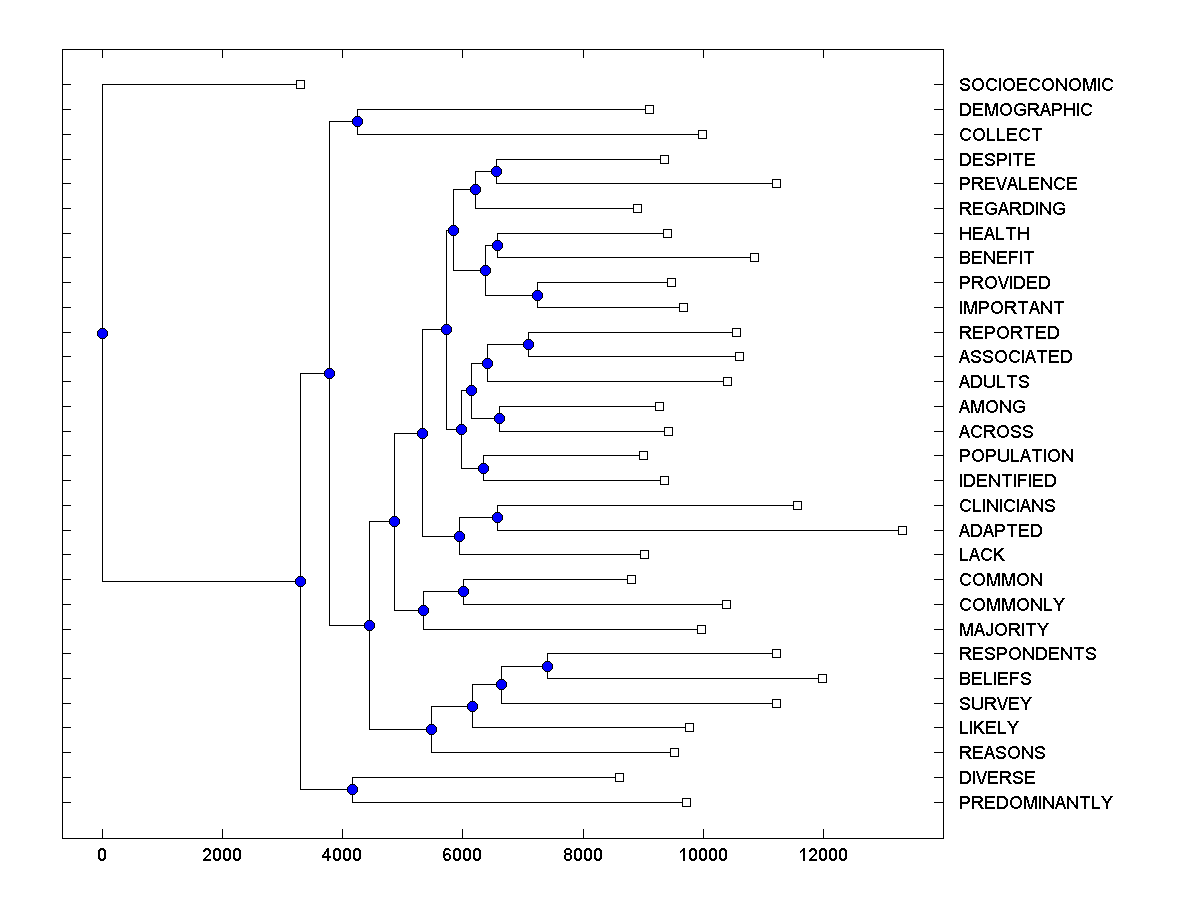 SOCIOECONOMIC
DEMOGRAPHIC
COLLECT
DESPITE
PREVALENCE
REGARDING
HEALTH
BENEFIT
PROVIDED
IMPORTANT
REPORTED
ASSOCIATED
ADULTS
AMONG
ACROSS
POPULATION
IDENTIFIED
CLINICIANS
ADAPTED
LACK
COMMON
COMMONLY
MAJORITY
RESPONDENTS
BELIEFS
SURVEY
LIKELY
REASONS
DIVERSE
PREDOMINANTLY
0 2000 4000 6000 8000 10000 12000